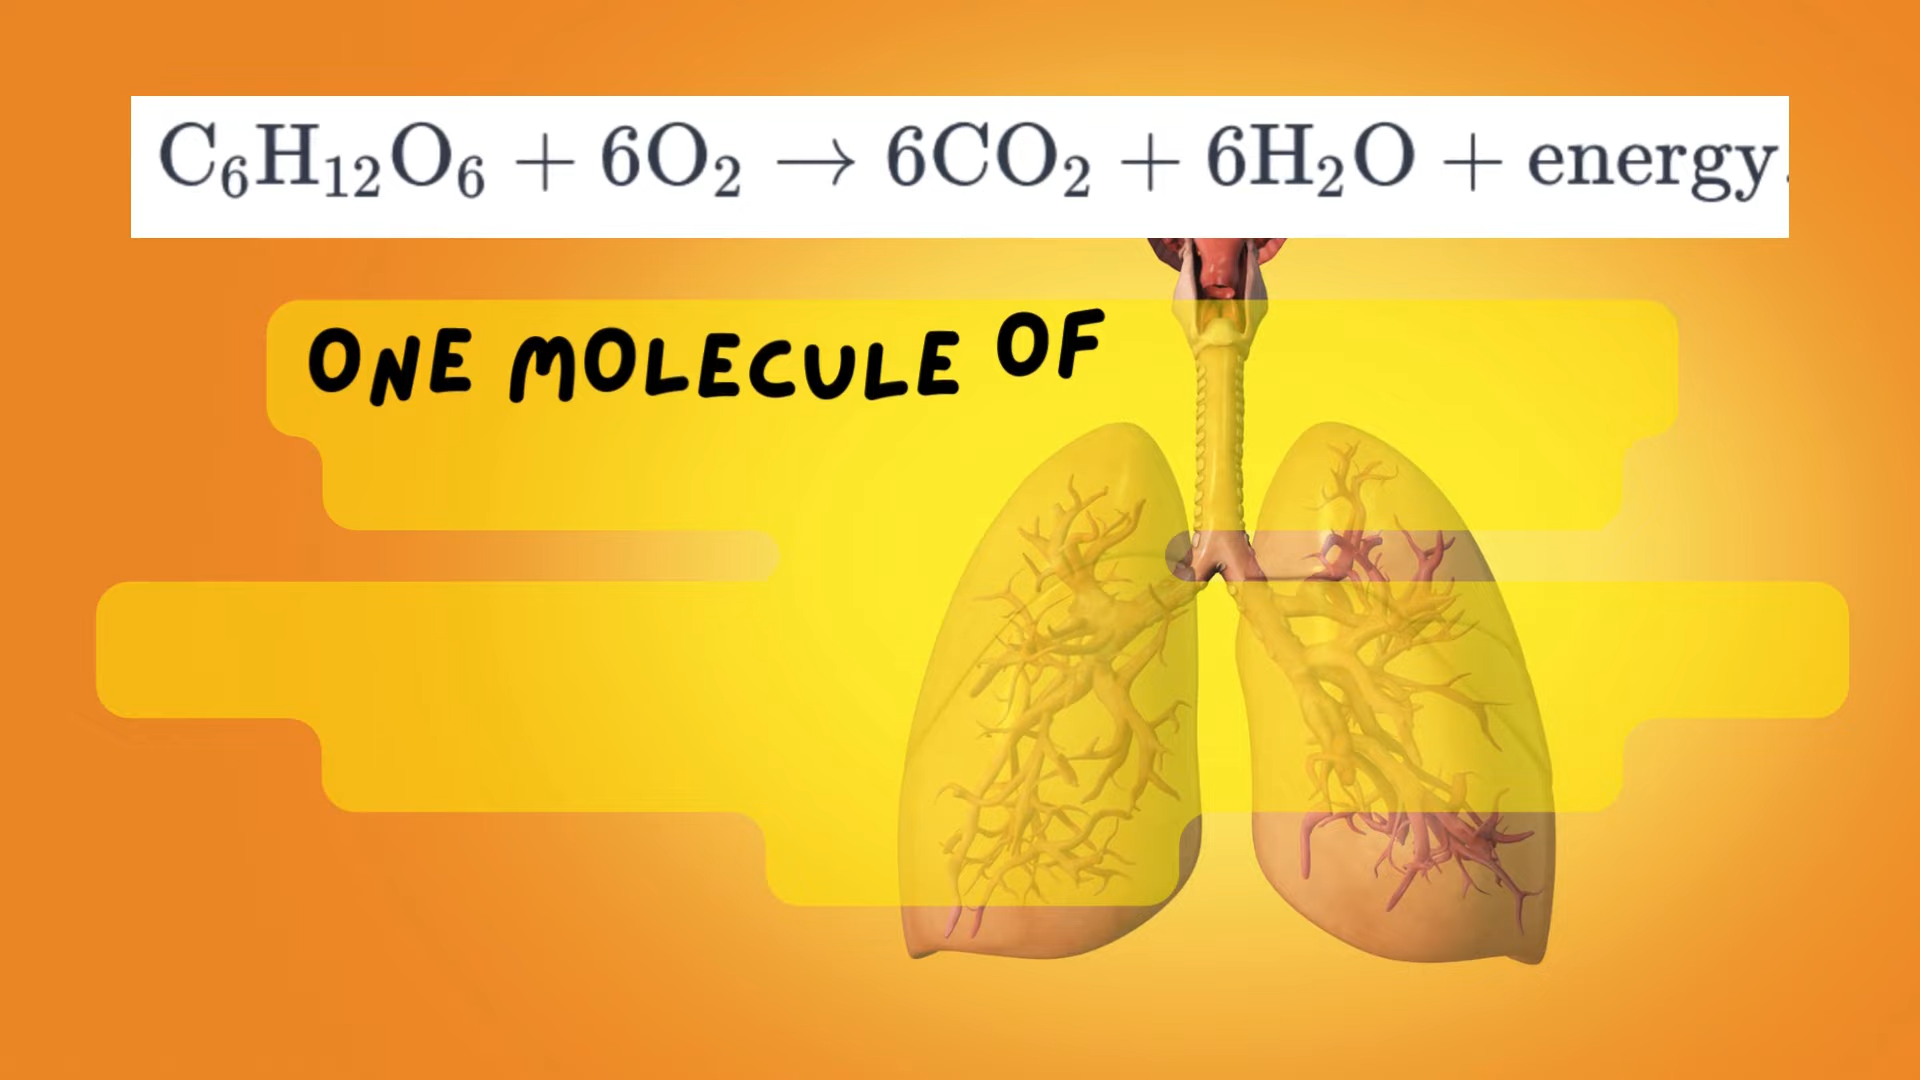 C₆H₁₂O₆ + 6O₂ → 6CO₂ + 6H₂O + energy.
ONE MOLECULE OF